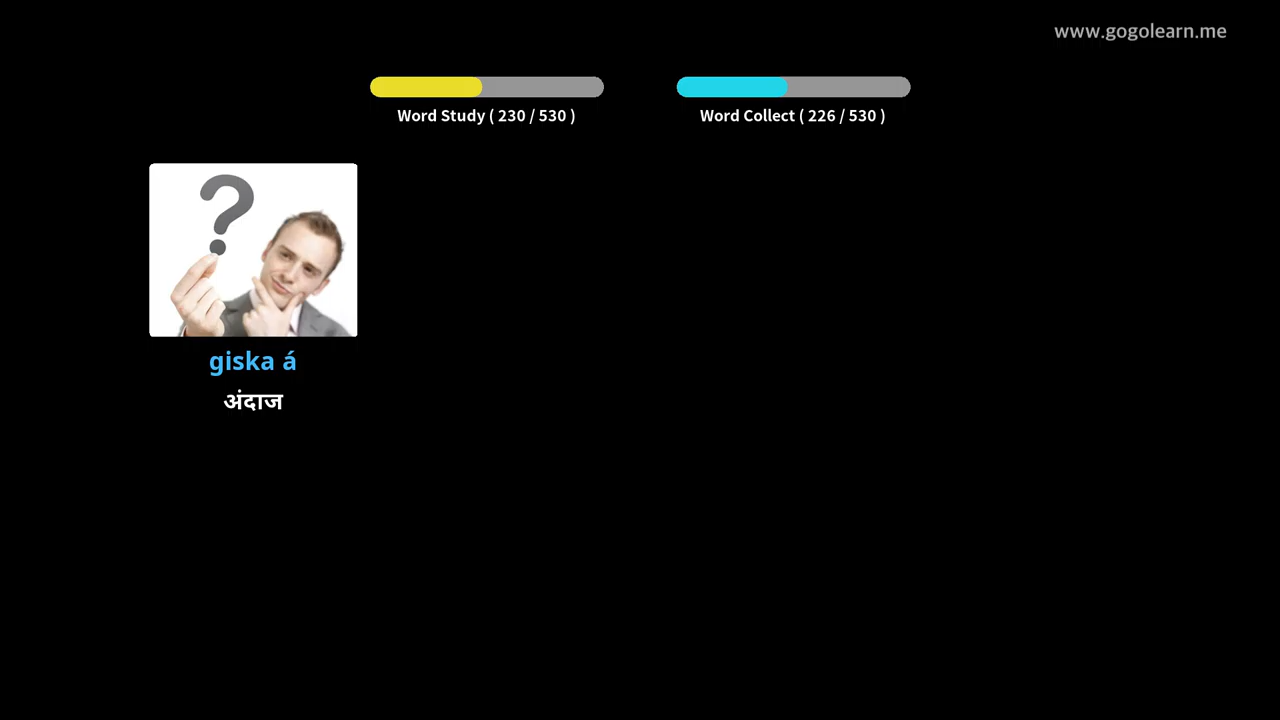 www.gogolearn.me
Word Study ( 230 / 530 )
Word Collect ( 226 / 530 )
?
giska á
अंदाज